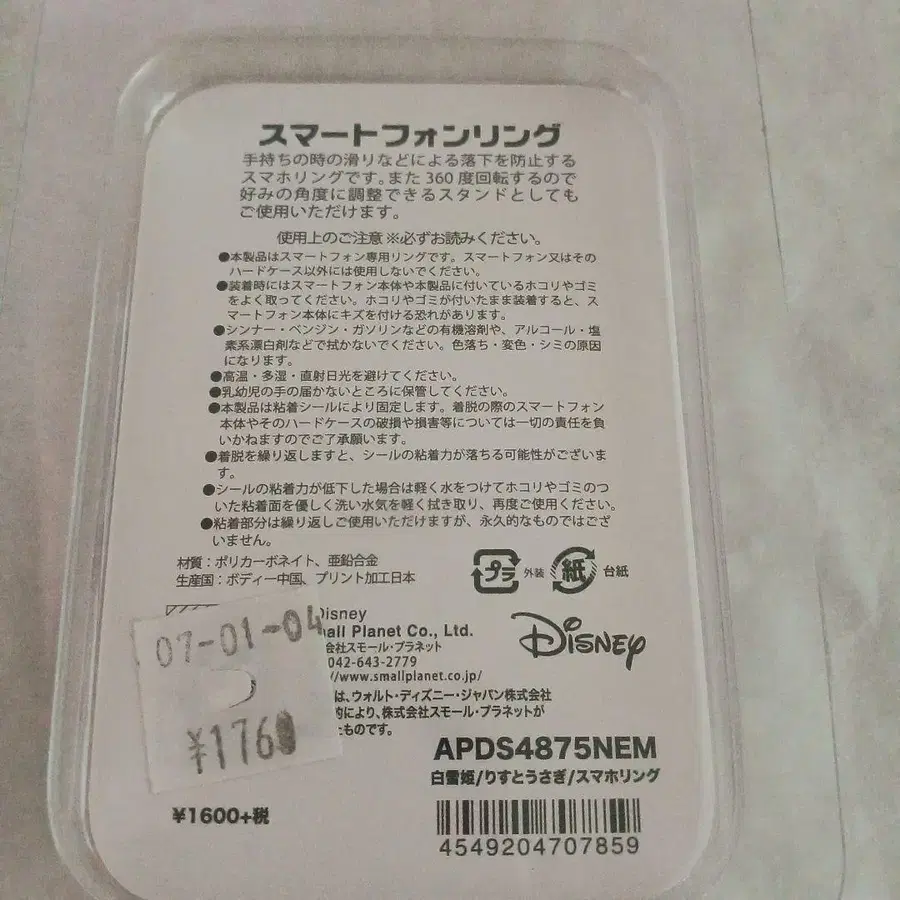 スマートフォンリング
手持ちの時の滑りなどによる落下を防止する
スマホリングです。また360度回転するので
好みの角度に調整できるスタンドとしても
ご使用いただけます。
使用上のご注意 ※必ずお読みください。
●本製品はスマートフォン専用リングです。スマートフォン又はその
ハードケース以外には使用しないでください。
●装着時にはスマートフォン本体や本製品に付いているホコリやゴミ
をよく取ってください。ホコリやゴミが付いたまま装着すると、ス
マートフォン本体にキズを付ける恐れがあります。
●シンナー・ベンジン・ガソリンなどの有機溶剤や、アルコール・塩
素系漂白剤などで拭かないでください。色落ち・変色・シミの原因
になります。
●高温・多湿・直射日光を避けてください。
●乳幼児の手の届かないところに保管してください。
●本製品は粘着シールにより固定します。着脱の際のスマートフォン
本体やそのハードケースの破損や損害等については一切の責任を負
いかねますのでご了承願います。
●着脱を繰り返しますと、シールの粘着力が落ちる可能性がございま
す。
●シールの粘着力が低下した場合は軽く水をつけてホコリやゴミのつ
いた粘着面を優しく洗い水気を軽く拭き取り、再度ご使用ください。
●粘着部分は繰り返しご使用いただけますが、永久的なものではござ
いません。
材質：ポリカーボネイト、亜鉛合金
生産国：ボディー中国、プリント加工日本
プラ 外装 紙 台紙
07-01-04
¥1760
Disney
mall Planet Co., Ltd.
会社スモール・プラネット
042-643-2779
//www.smallplanet.co.jp/
は、ウォルト・ディズニー・ジャパン株式会社
的により、株式会社スモール・プラネットが
たものです。
Disney
APDS4875NEM
白雪姫/りすとうさぎ/スマホリング
¥1600+税
4549204707859